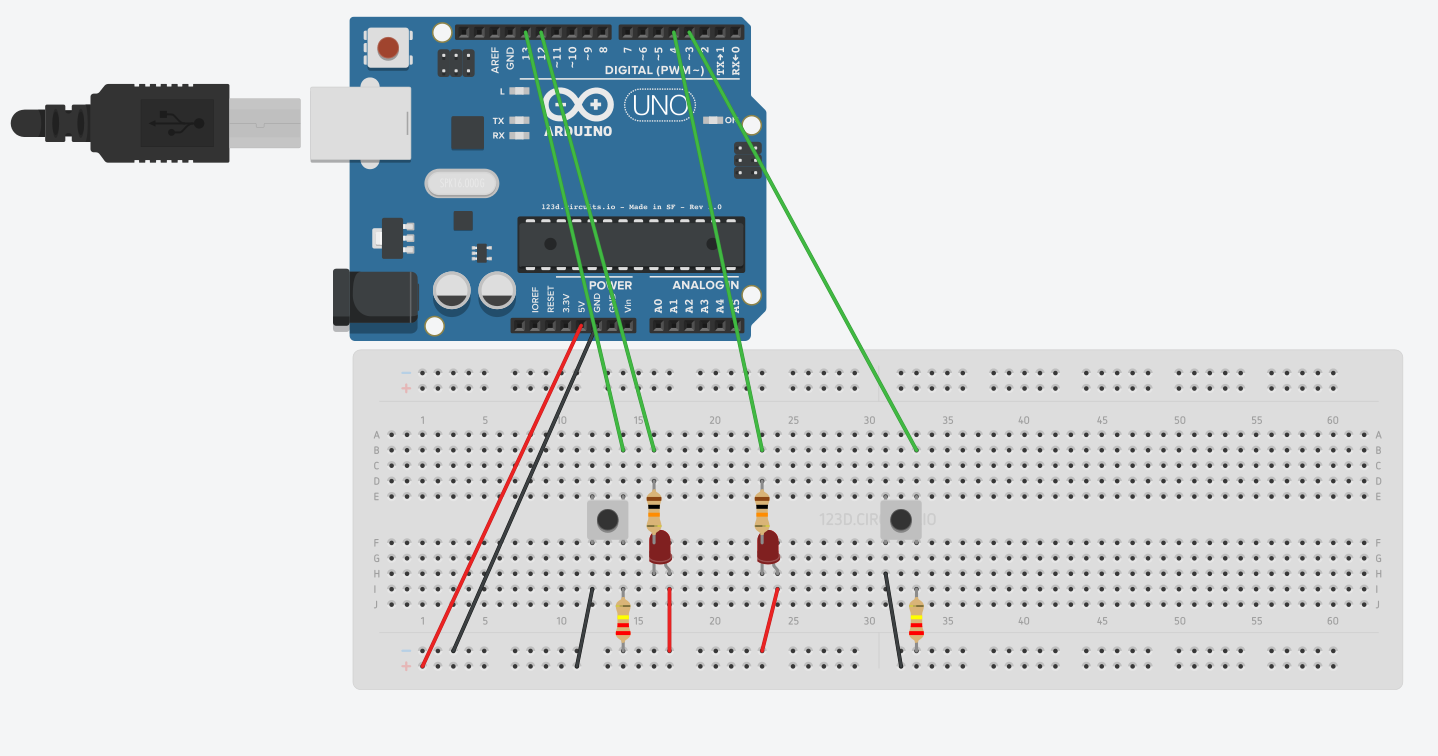 AREF GND 13 12 ~11 ~10 ~9 8 7 ~6 ~5 4 ~3 2 TX→1 RX←0
DIGITAL (PWM~)
L
TX
RX
UNO
ARDUINO
123d.circuits.io - Made in SF - Rev
POWER
ANALOG IN
IOREF RESET 3.3V 5V GND GND Vin A0 A1 A2 A3 A4 A5
−
+
1 5 10 15 20 25 30 35 40 45 50 55 60
A A
B B
C C
D D
E E
123D.CIRCUITS.IO
F F
G G
H H
I I
J J
1 5 10 15 20 25 30 35 40 45 50 55 60
−
+